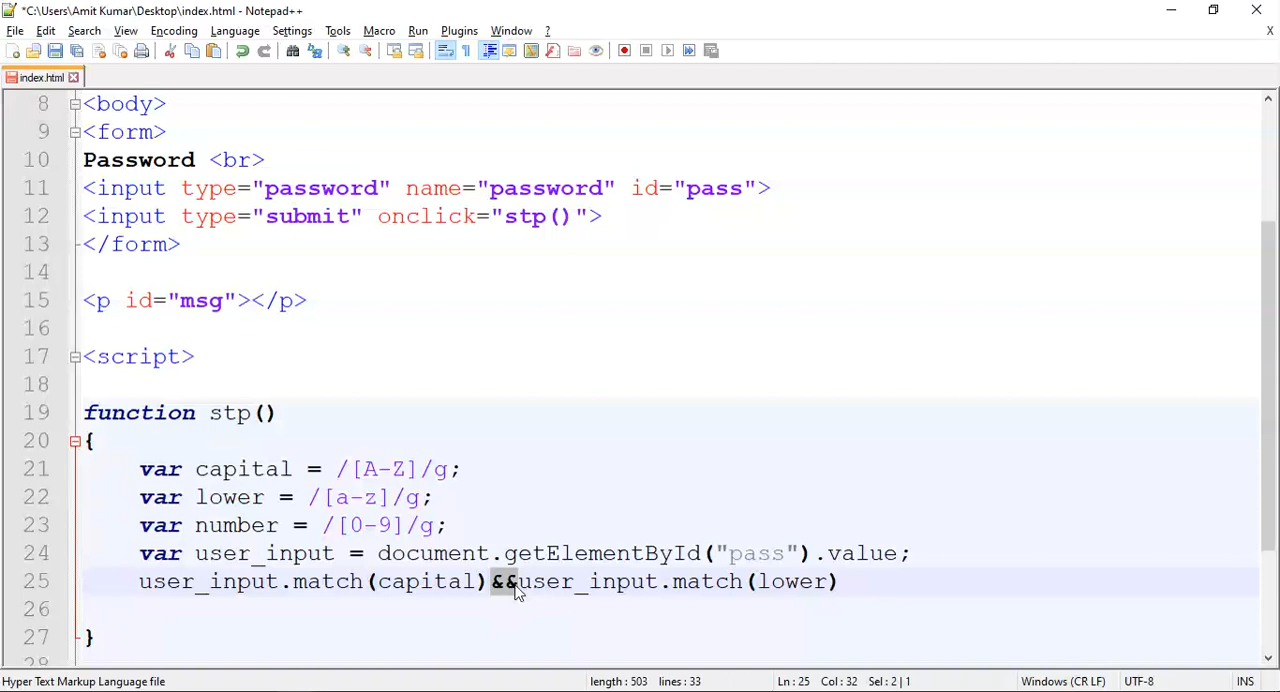 *C:\Users\Amit Kumar\Desktop\index.html - Notepad++
File Edit Search View Encoding Language Settings Tools Macro Run Plugins Window ? X
index.html
8 <body>
9 <form>
10 Password <br>
11 <input type="password" name="password" id="pass">
12 <input type="submit" onclick="stp()">
13 </form>
14
15 <p id="msg"></p>
16
17 <script>
18
19 function stp()
20 {
21 var capital = /[A-Z]/g;
22 var lower = /[a-z]/g;
23 var number = /[0-9]/g;
24 var user_input = document.getElementById("pass").value;
25 user_input.match(capital)&&user_input.match(lower)
26
27 }
28
Hyper Text Markup Language file length : 503 lines : 33 Ln : 25 Col : 32 Sel : 2 | 1 Windows (CR LF) UTF-8 INS